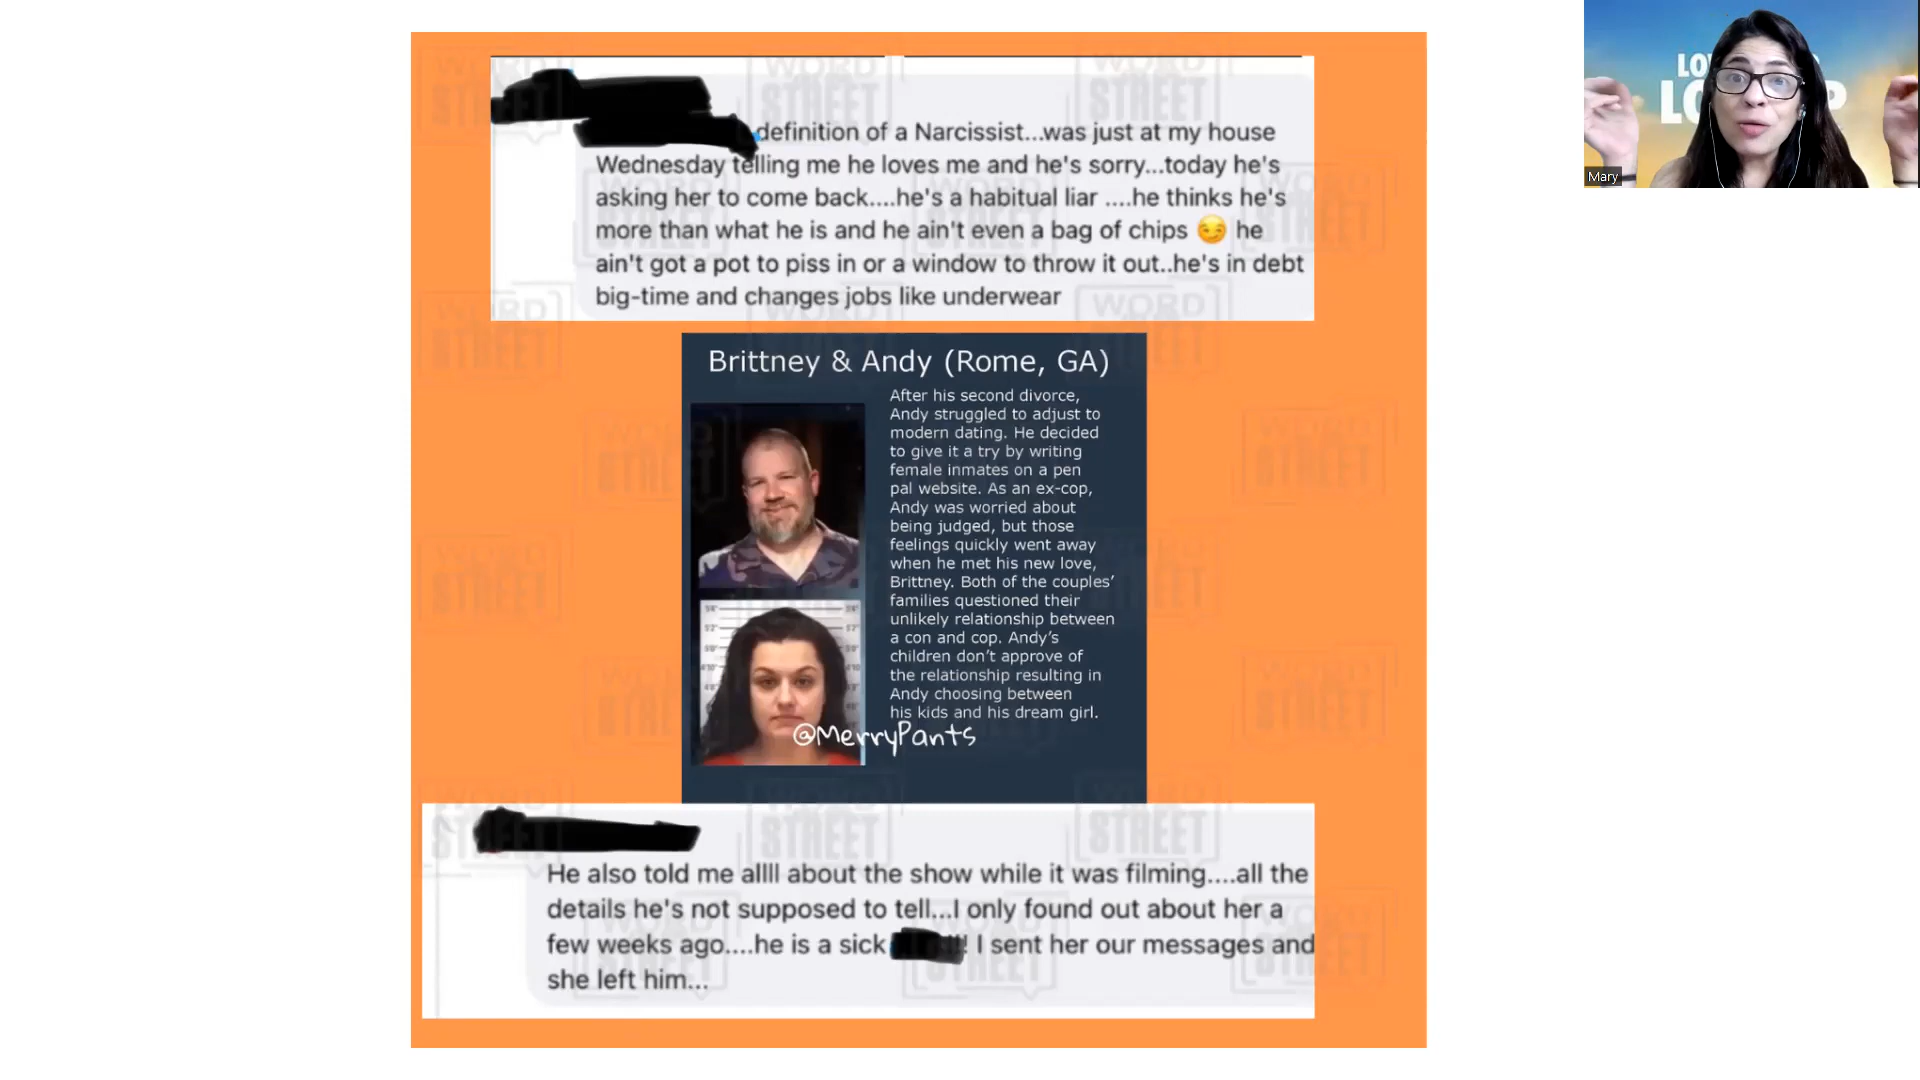 definition of a Narcissist...was just at my house
Wednesday telling me he loves me and he's sorry...today he's
asking her to come back....he's a habitual liar ....he thinks he's
more than what he is and he ain't even a bag of chips 😏 he
ain't got a pot to piss in or a window to throw it out..he's in debt
big-time and changes jobs like underwear
Brittney & Andy (Rome, GA)
After his second divorce,
Andy struggled to adjust to
modern dating. He decided
to give it a try by writing
female inmates on a pen
pal website. As an ex-cop,
Andy was worried about
being judged, but those
feelings quickly went away
when he met his new love,
Brittney. Both of the couples'
families questioned their
unlikely relationship between
a con and cop. Andy's
children don't approve of
the relationship resulting in
Andy choosing between
his kids and his dream girl.
@MerryPants
He also told me allll about the show while it was filming....all the
details he's not supposed to tell...I only found out about her a
few weeks ago....he is a sick !! I sent her our messages and
she left him...
WORD
STREET
Mary